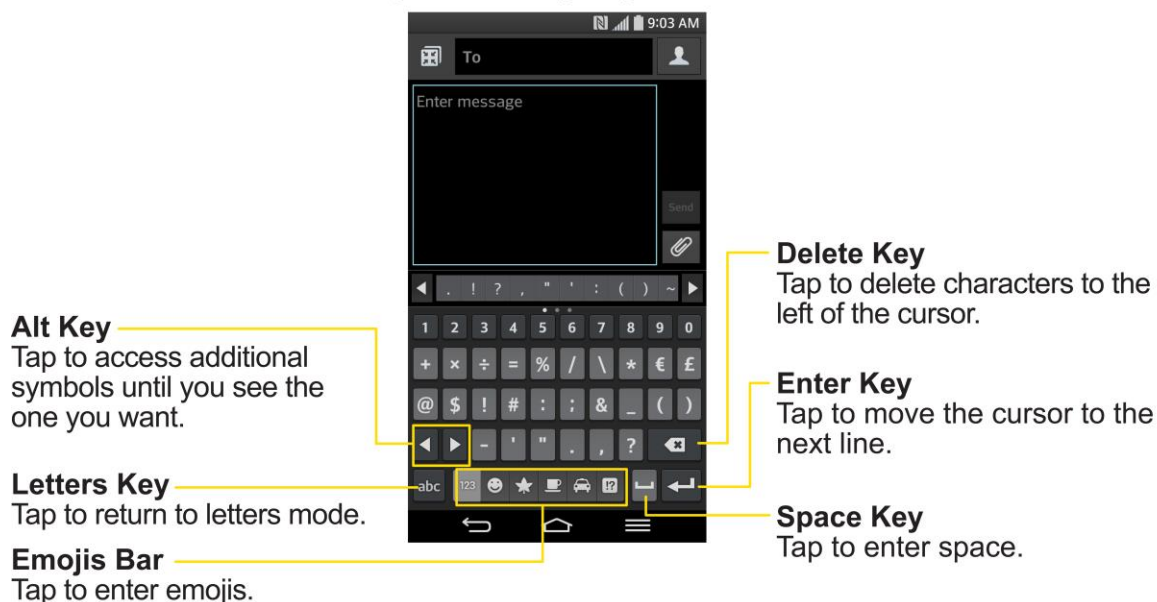 9:03 AM
To
Enter message
Send
. ! ? , " ' : ( ) ~
1 2 3 4 5 6 7 8 9 0
+ × ÷ = % / \ * € £
@ $ ! # : ; & _ ( )
- ' " . , ?
abc 123 !?
Alt Key
Tap to access additional
symbols until you see the
one you want.
Letters Key
Tap to return to letters mode.
Emojis Bar
Tap to enter emojis.
Delete Key
Tap to delete characters to the
left of the cursor.
Enter Key
Tap to move the cursor to the
next line.
Space Key
Tap to enter space.